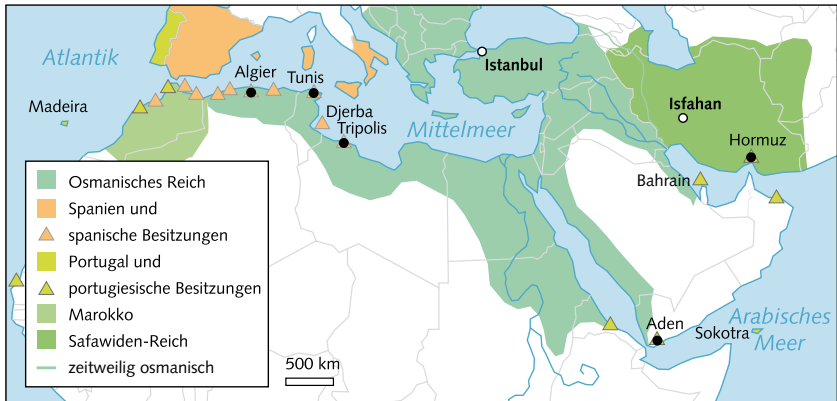 Atlantik
Madeira
Algier
Tunis
Djerba
Tripolis
Mittelmeer
Istanbul
Isfahan
Hormuz
Bahrain
Aden
Sokotra
Arabisches
Meer
Osmanisches Reich
Spanien und
spanische Besitzungen
Portugal und
portugiesische Besitzungen
Marokko
Safawiden-Reich
zeitweilig osmanisch
500 km